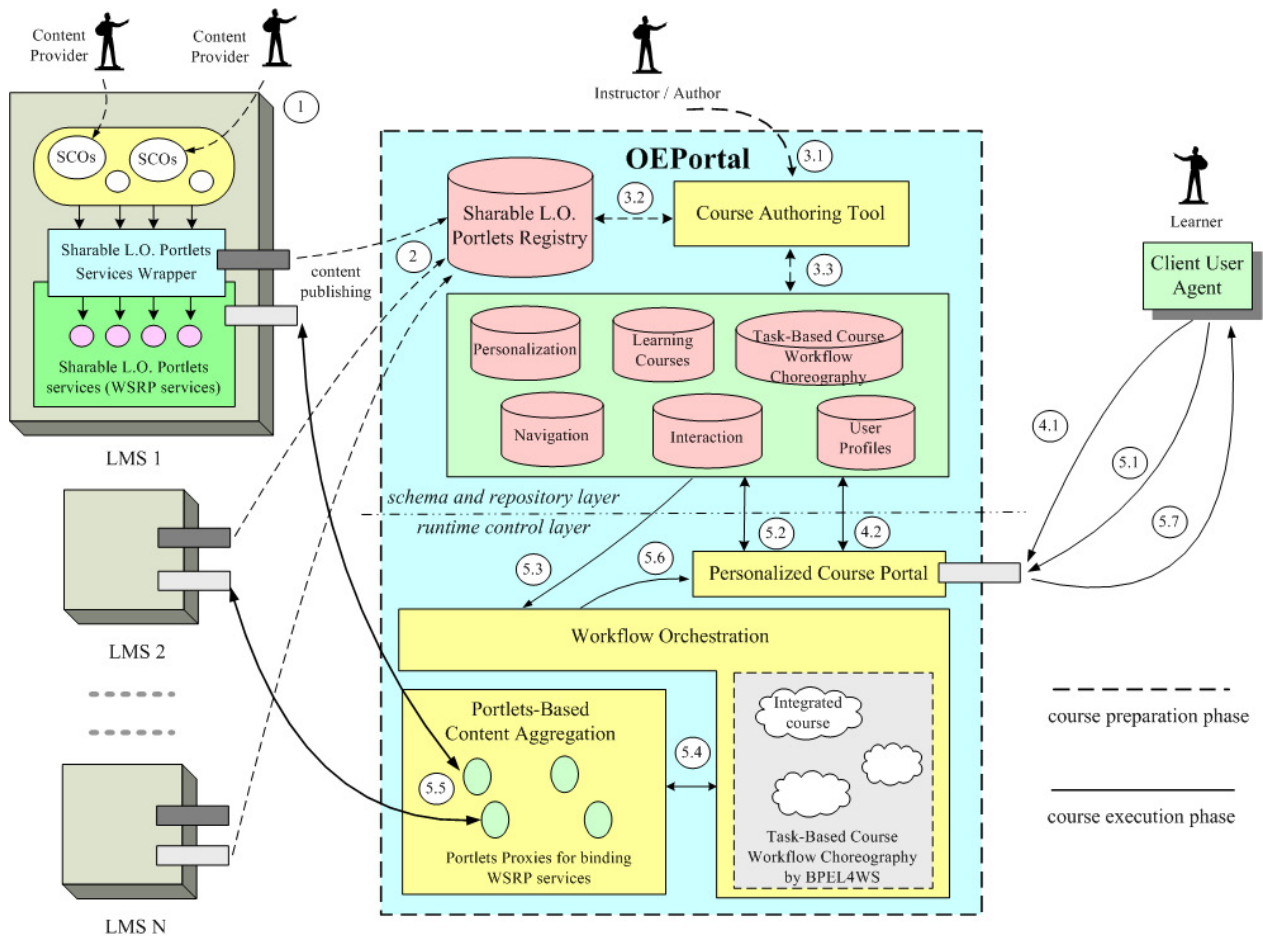 Content
Provider
Content
Provider
1
SCOs
SCOs
Sharable L.O. Portlets
Services Wrapper
content
publishing
Sharable L.O. Portlets
services (WSRP services)
LMS 1
LMS 2
LMS N
2
Instructor / Author
OEPortal
3.1
Sharable L.O.
Portlets Registry
3.2
Course Authoring Tool
3.3
Personalization
Learning
Courses
Task-Based Course
Workflow
Choreography
Navigation
Interaction
User
Profiles
schema and repository layer
runtime control layer
5.2
4.2
5.3
5.6
Personalized Course Portal
Workflow Orchestration
Portlets-Based
Content Aggregation
5.5
Portlets Proxies for binding
WSRP services
5.4
Integrated
course
Task-Based Course
Workflow Choreography
by BPEL4WS
Learner
Client User
Agent
4.1
5.1
5.7
course preparation phase
course execution phase